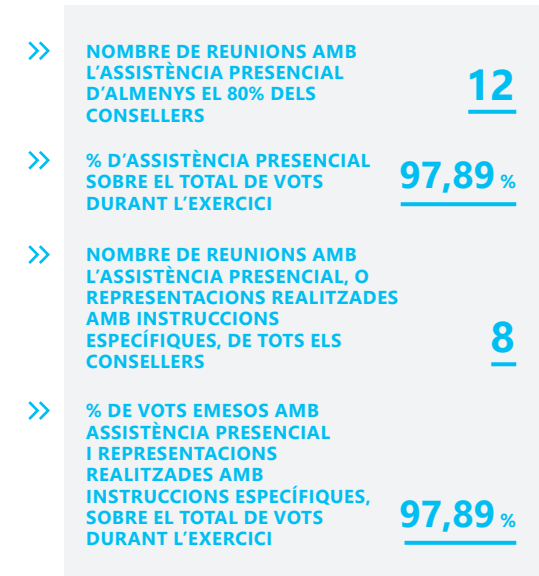 NOMBRE DE REUNIONS AMB
L'ASSISTÈNCIA PRESENCIAL
D'ALMENYS EL 80% DELS
CONSELLERS
12
% D'ASSISTÈNCIA PRESENCIAL
SOBRE EL TOTAL DE VOTS
DURANT L'EXERCICI
97,89 %
NOMBRE DE REUNIONS AMB
L'ASSISTÈNCIA PRESENCIAL, O
REPRESENTACIONS REALITZADES
AMB INSTRUCCIONS
ESPECÍFIQUES, DE TOTS ELS
CONSELLERS
8
% DE VOTS EMESOS AMB
ASSISTÈNCIA PRESENCIAL
I REPRESENTACIONS
REALITZADES AMB
INSTRUCCIONS ESPECÍFIQUES,
SOBRE EL TOTAL DE VOTS
DURANT L'EXERCICI
97,89 %